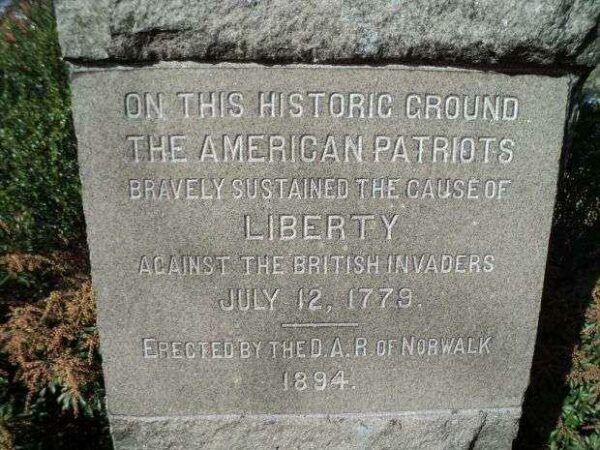 ON THIS HISTORIC GROUND
THE AMERICAN PATRIOTS
BRAVELY SUSTAINED THE CAUSE OF
LIBERTY
AGAINST THE BRITISH INVADERS
JULY 12, 1779.
ERECTED BY THE D.A.R. OF NORWALK
1894.